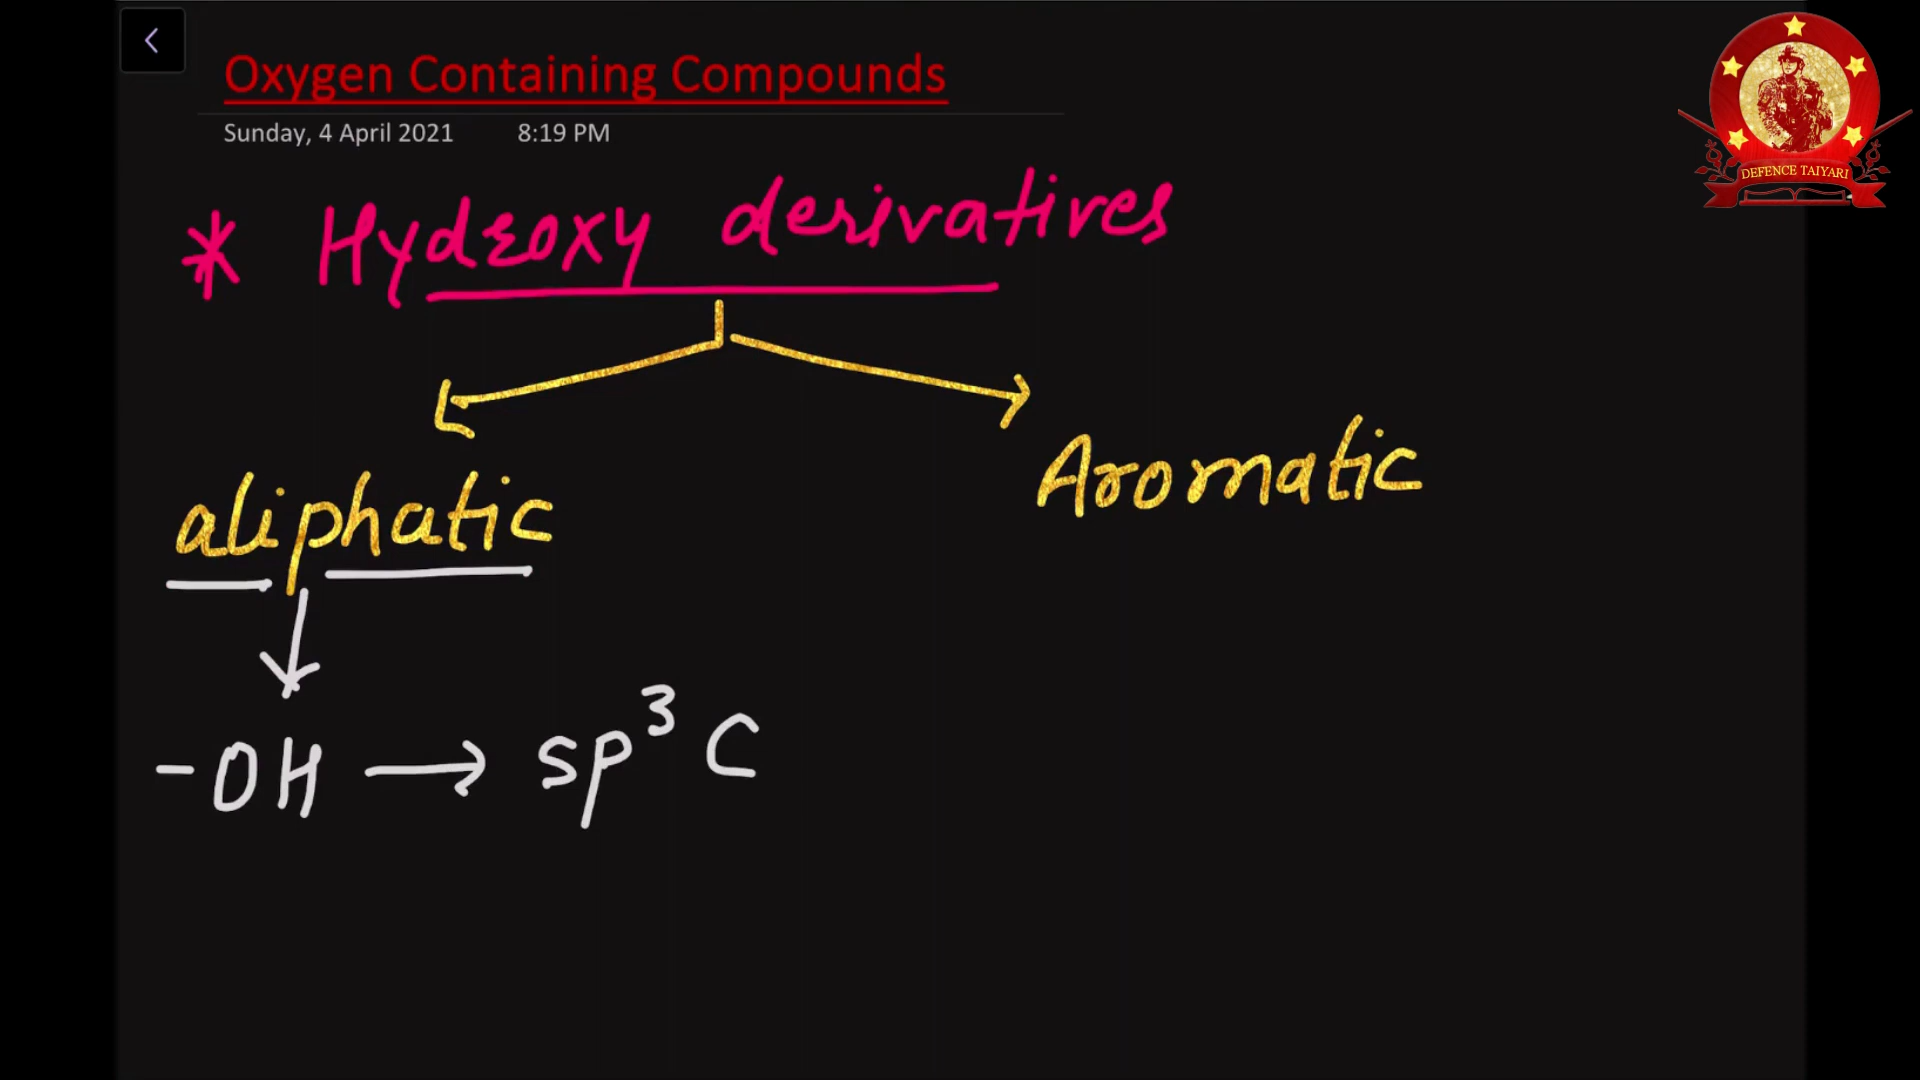 Oxygen Containing Compounds
Sunday, 4 April 2021 8:19 PM
* Hydroxy derivatives
aliphatic Aromatic
-OH → sp³ C
DEFENCE TAIYARI